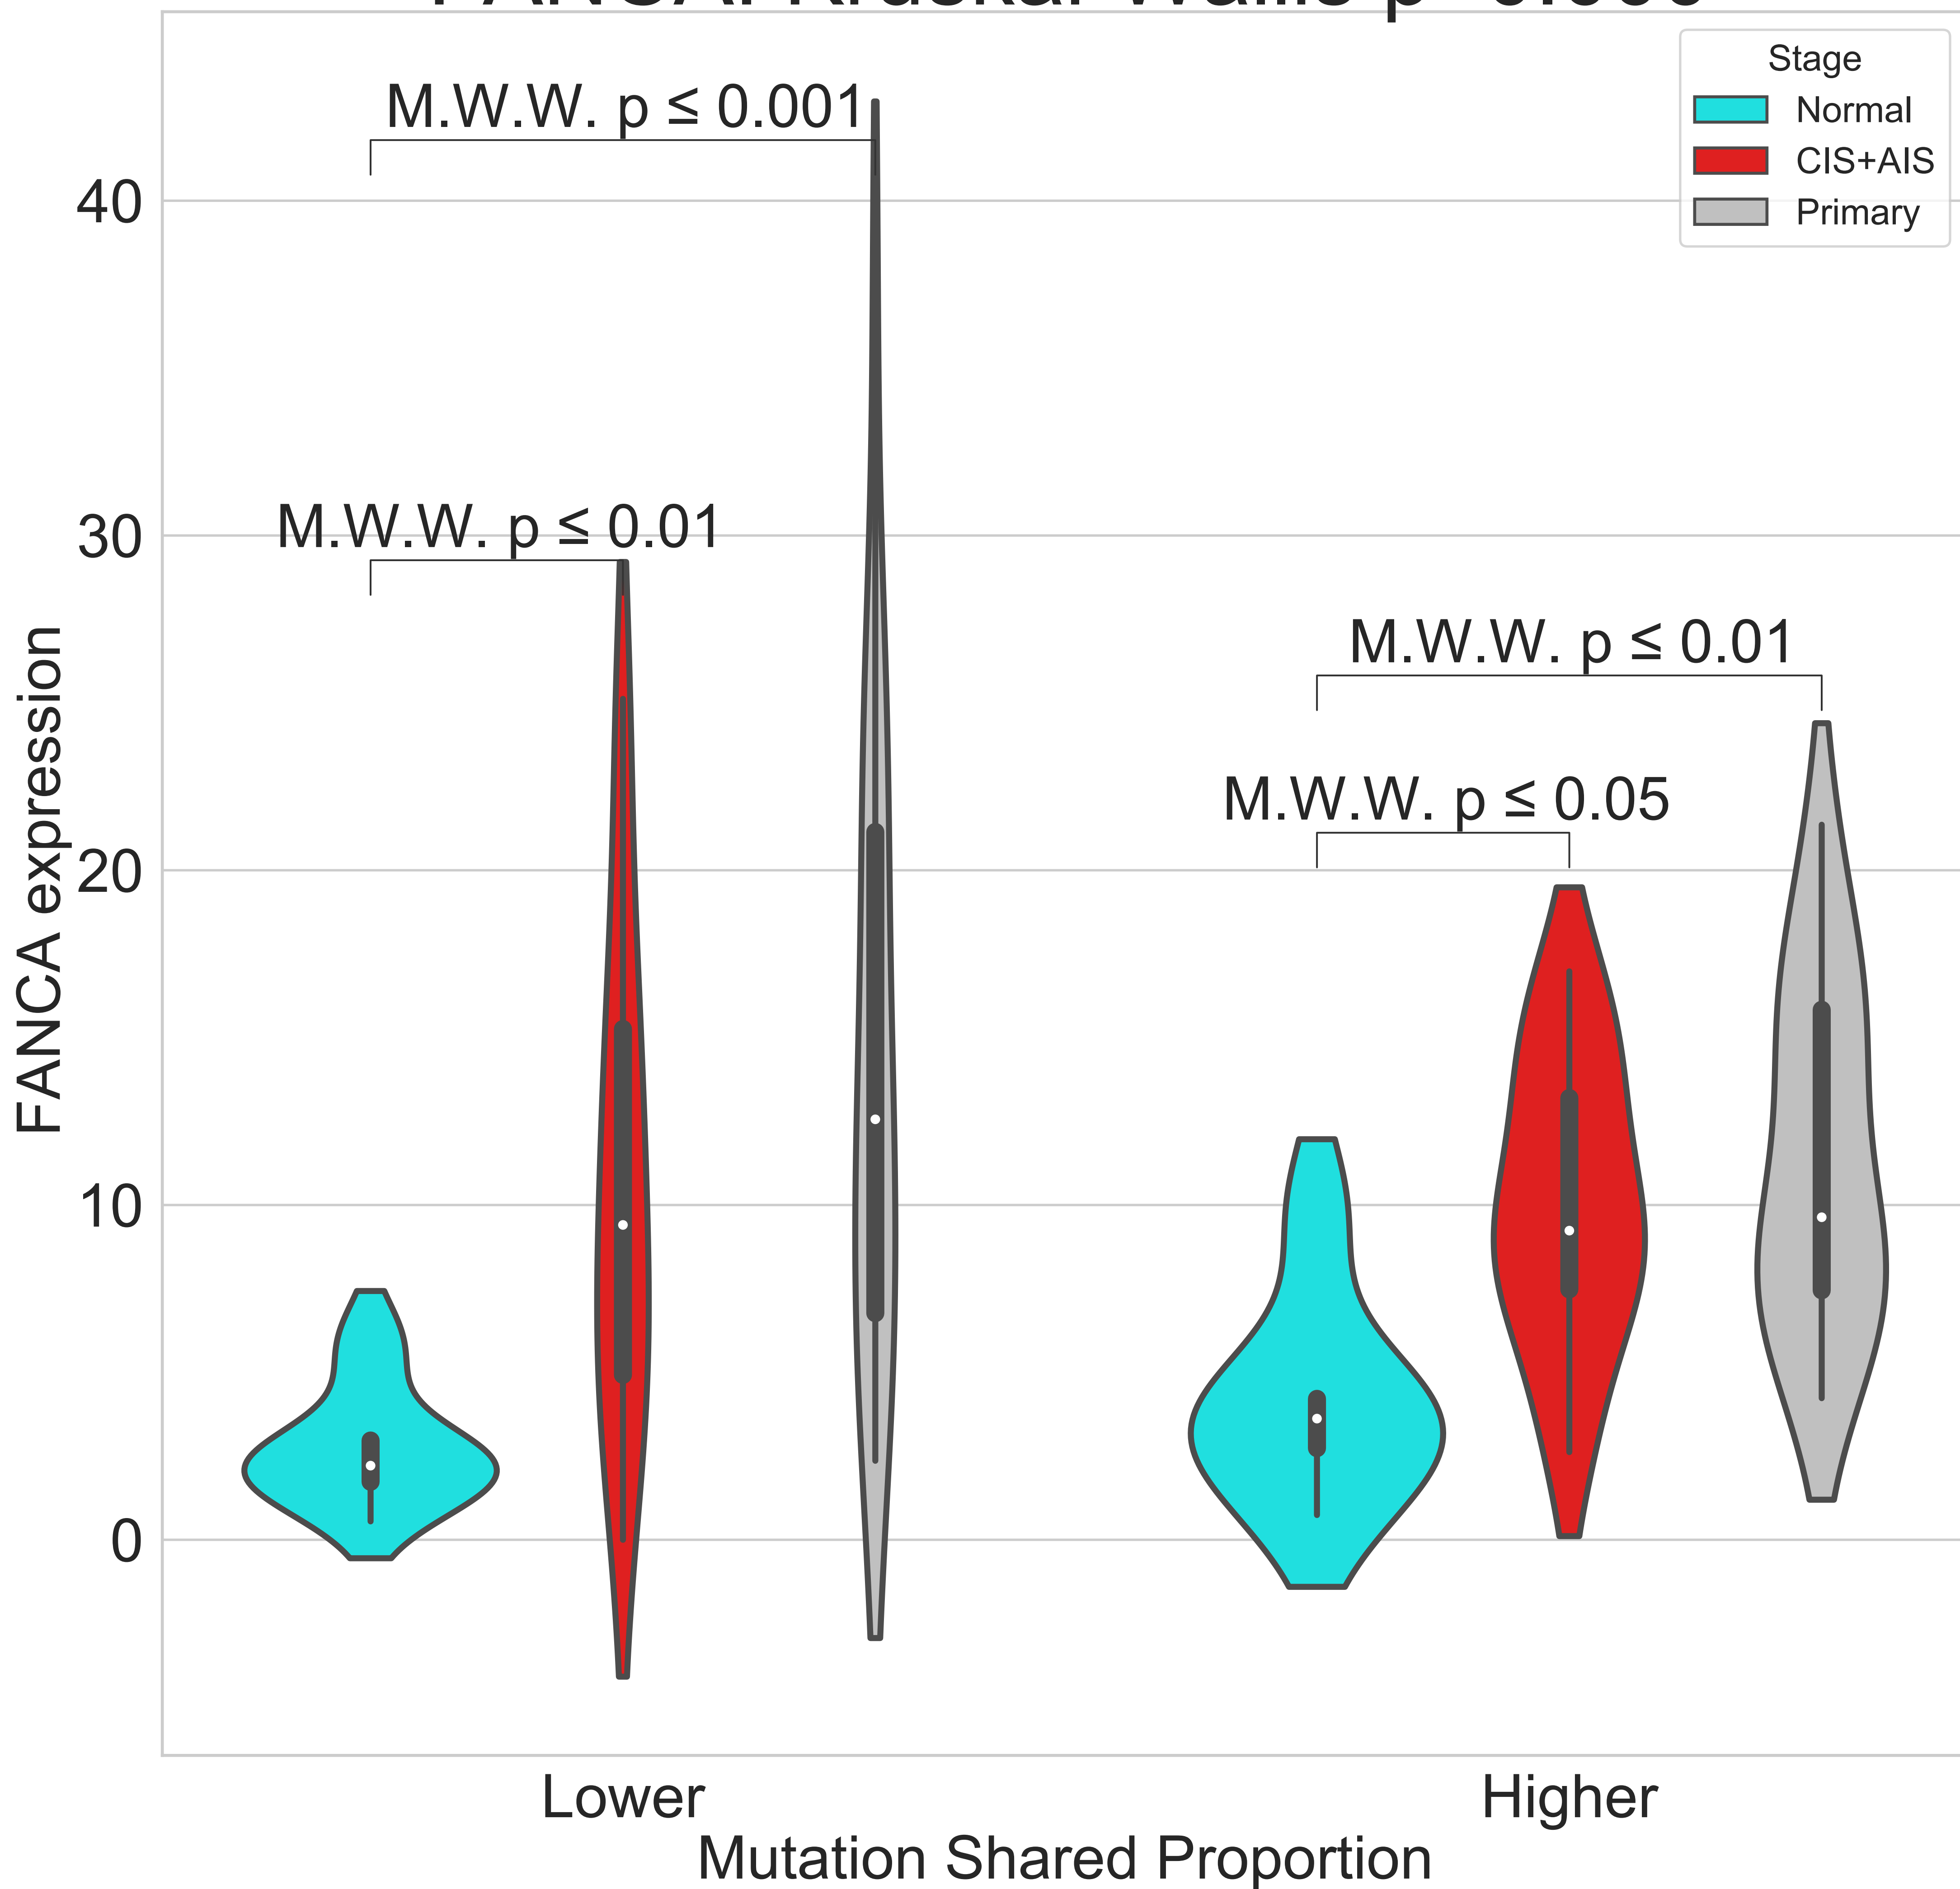 Stage
Normal
CIS+AIS
Primary
M.W.W. p ≤ 0.001
M.W.W. p ≤ 0.01
M.W.W. p ≤ 0.01
M.W.W. p ≤ 0.05
40
30
20
10
0
FANCA expression
Lower
Higher
Mutation Shared Proportion